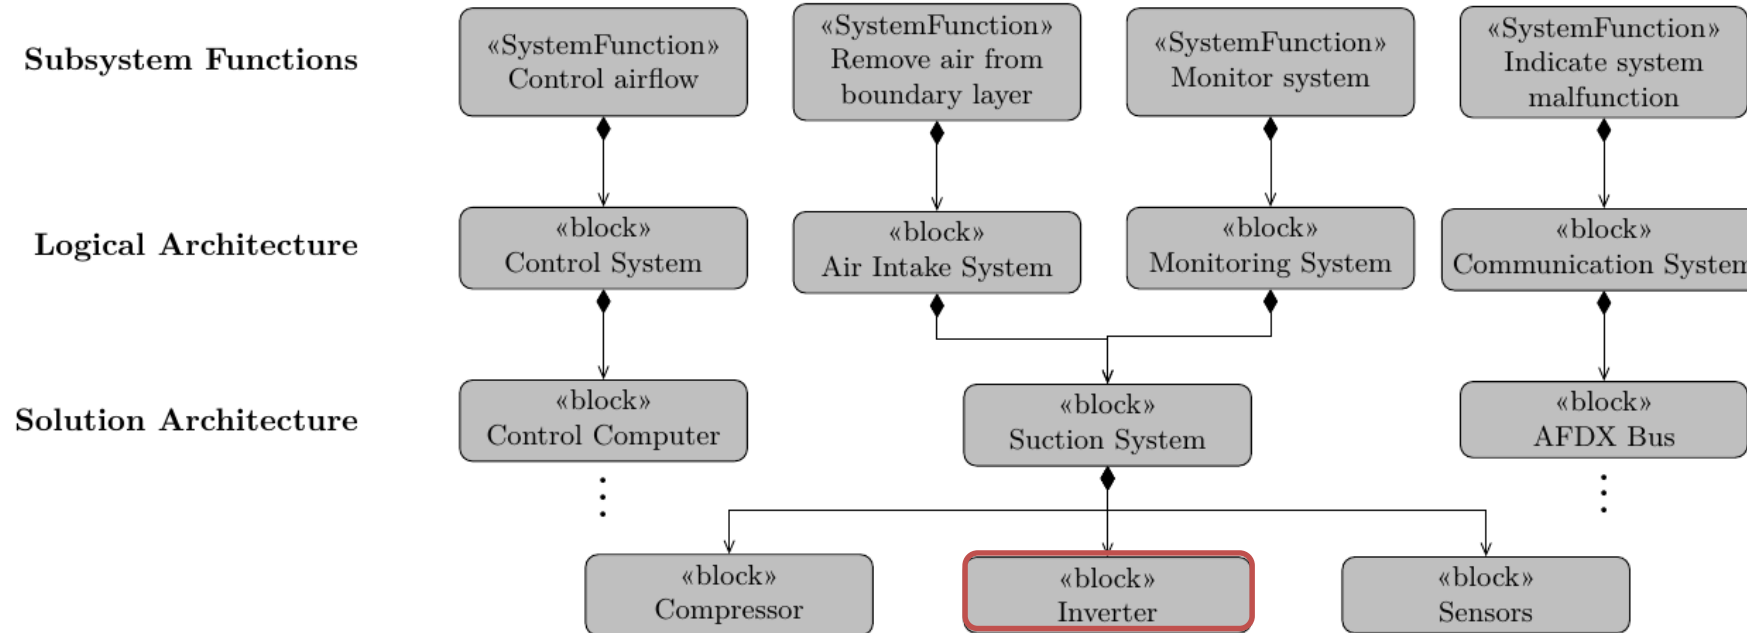 Subsystem Functions
«SystemFunction»
Control airflow
«SystemFunction»
Remove air from
boundary layer
«SystemFunction»
Monitor system
«SystemFunction»
Indicate system
malfunction
Logical Architecture
«block»
Control System
«block»
Air Intake System
«block»
Monitoring System
«block»
Communication System
Solution Architecture
«block»
Control Computer
«block»
Suction System
«block»
AFDX Bus
«block»
Compressor
«block»
Inverter
«block»
Sensors